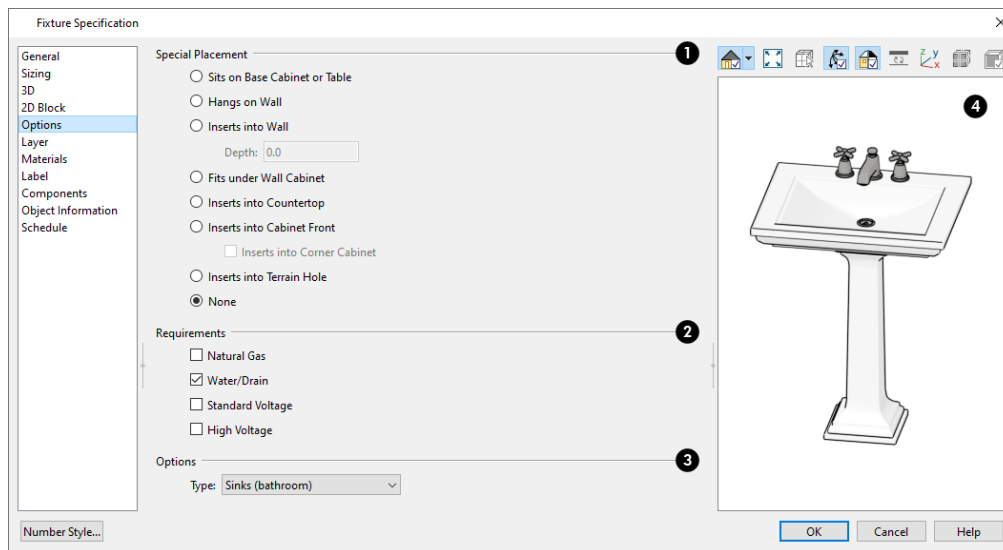 Fixture Specification
General
Sizing
3D
2D Block
Options
Layer
Materials
Label
Components
Object Information
Schedule
Special Placement
1
Sits on Base Cabinet or Table
Hangs on Wall
Inserts into Wall
Depth: 0.0
Fits under Wall Cabinet
Inserts into Countertop
Inserts into Cabinet Front
Inserts into Corner Cabinet
Inserts into Terrain Hole
None
Requirements
2
Natural Gas
Water/Drain
Standard Voltage
High Voltage
Options
3
Type: Sinks (bathroom)
z y x
4
Number Style...
OK
Cancel
Help